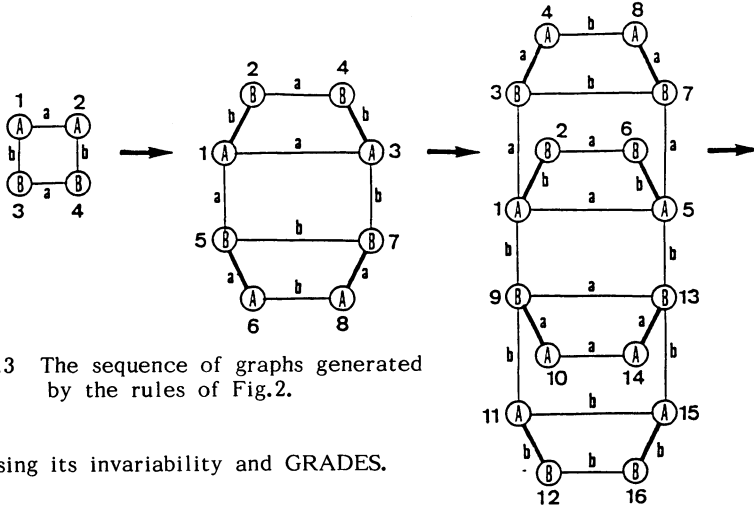 1 2
A a A
b b
B a B
3 4
2 4
B a B
b b
1 A a A 3
a b
5 B b B 7
a a
A b A
6 8
4 8
A b A
a a
3 B b B 7
a a
2 6
B a B
b b
1 A a A 5
b b
9 B a B 13
a a
A a A
10 14
b b
11 A b A 15
b b
B b B
12 16
.3 The sequence of graphs generated
by the rules of Fig.2.
sing its invariability and GRADES.